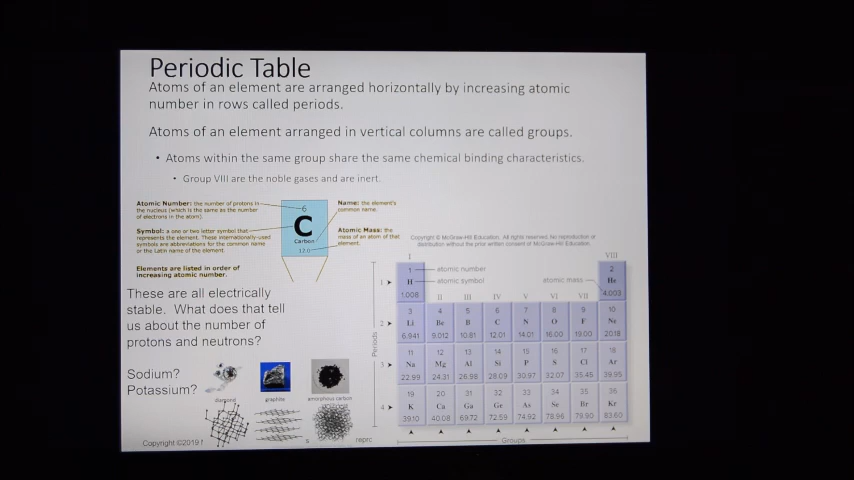 Periodic Table
Atoms of an element are arranged horizontally by increasing atomic
number in rows called periods.
Atoms of an element arranged in vertical columns are called groups.
• Atoms within the same group share the same chemical binding characteristics.
• Group VIII are the noble gases and are inert.
Atomic Number: the number of protons in
the nucleus (which is the same as the number
of electrons in the atom).
Symbol: a one or two letter symbol that
represents the element. These internationally-used
symbols are abbreviations for the common name
or the Latin name of the element.
Elements are listed in order of
increasing atomic number.
6
C
Carbon
12.0
Name: the element's
common name.
Atomic Mass: the
mass of an atom of that
element.
These are all electrically
stable. What does that tell
us about the number of
protons and neutrons?
Sodium?
Potassium?
diamond graphite amorphous carbon
s reprc
Copyright ©2019 f
Copyright © McGraw-Hill Education. All rights reserved. No reproduction or
distribution without the prior written consent of McGraw-Hill Education.
I VIII
1 atomic number 2
1 H atomic symbol atomic mass He
1.008 II III IV V VI VII 4.003
3 4 5 6 7 8 9 10
2 Li Be B C N O F Ne
6.941 9.012 10.81 12.01 14.01 16.00 19.00 20.18
Periods
11 12 13 14 15 16 17 18
3 Na Mg Al Si P S Cl Ar
22.99 24.31 26.98 28.09 30.97 32.07 35.45 39.95
19 20 31 32 33 34 35 36
4 K Ca Ga Ge As Se Br Kr
39.10 40.08 69.72 72.59 74.92 78.96 79.90 83.60
Groups